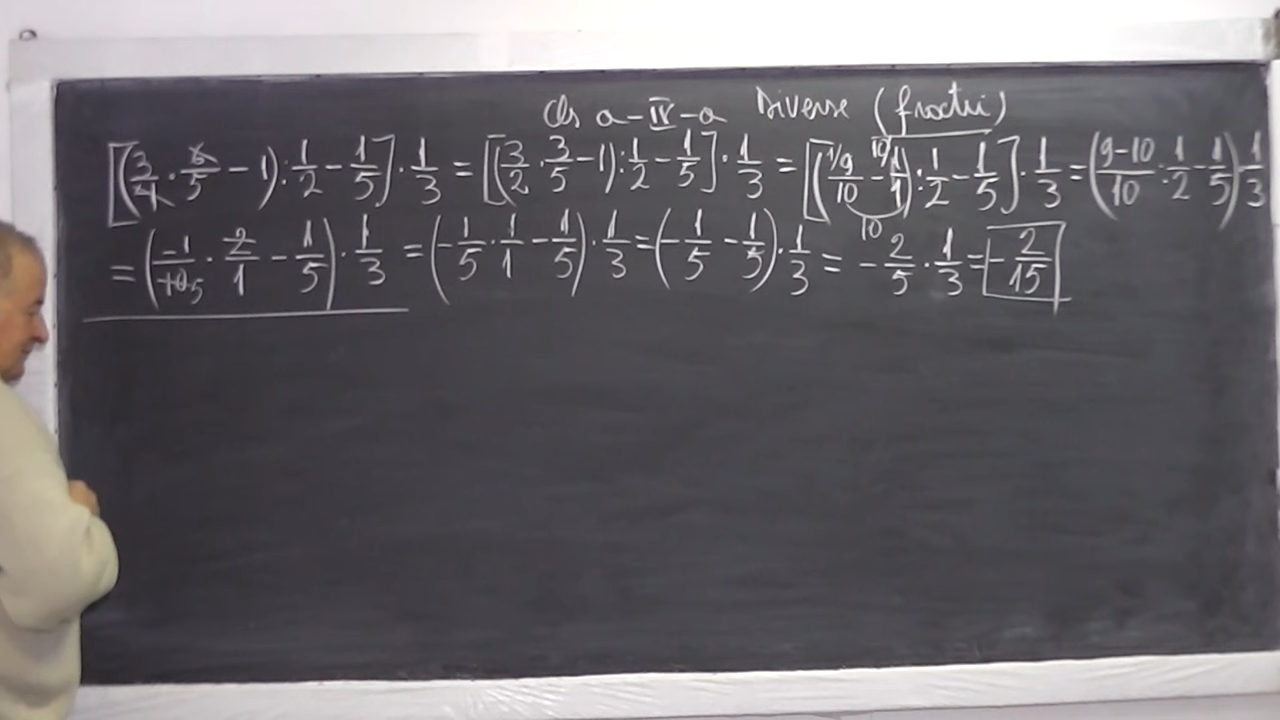 Cls a-IV-a Diverse (fractii)
[(3/4 · 6/5 - 1) : 1/2 - 1/5] · 1/3 = [(3/2 · 3/5 - 1) : 1/2 - 1/5] · 1/3 = [(1/ 9/10 - 10/ 1/1) : 1/2 - 1/5] · 1/3 = (9-10/10 : 1/2 - 1/5) · 1/3
10
= (-1/10 5 · 2/1 - 1/5) · 1/3 = (-1/5 · 1/1 - 1/5) · 1/3 = (-1/5 - 1/5) · 1/3 = -2/5 · 1/3 = -2/15